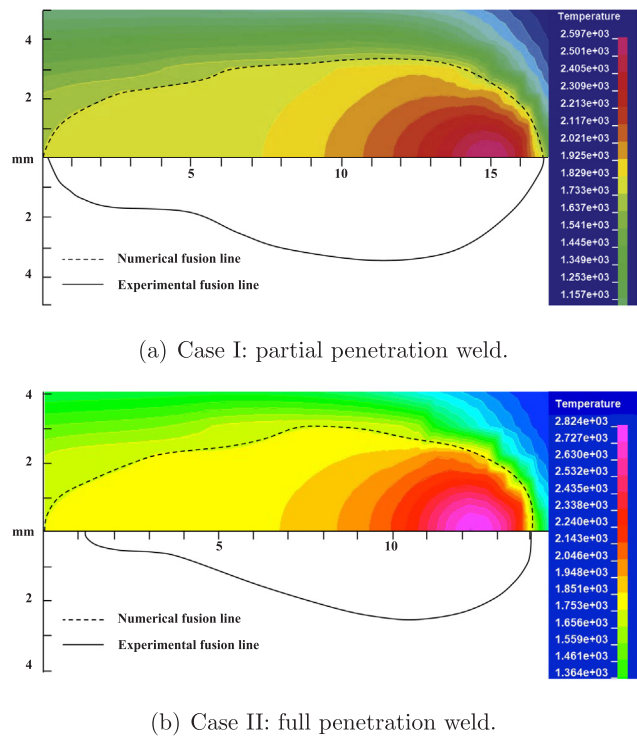 Temperature
4
2.597e+03
2.501e+03
2.405e+03
2.309e+03
2
2.213e+03
2.117e+03
2.021e+03
1.925e+03
mm
1.829e+03
5
10
15
1.733e+03
1.637e+03
2
1.541e+03
1.445e+03
Numerical fusion line
1.349e+03
4
Experimental fusion line
1.253e+03
1.157e+03
(a) Case I: partial penetration weld.
4
Temperature
2.824e+03
2.727e+03
2.630e+03
2
2.532e+03
2.435e+03
2.338e+03
2.240e+03
mm
2.143e+03
5
10
2.046e+03
1.948e+03
2
1.851e+03
1.753e+03
Numerical fusion line
1.656e+03
1.559e+03
Experimental fusion line
1.461e+03
4
1.364e+03
(b) Case II: full penetration weld.